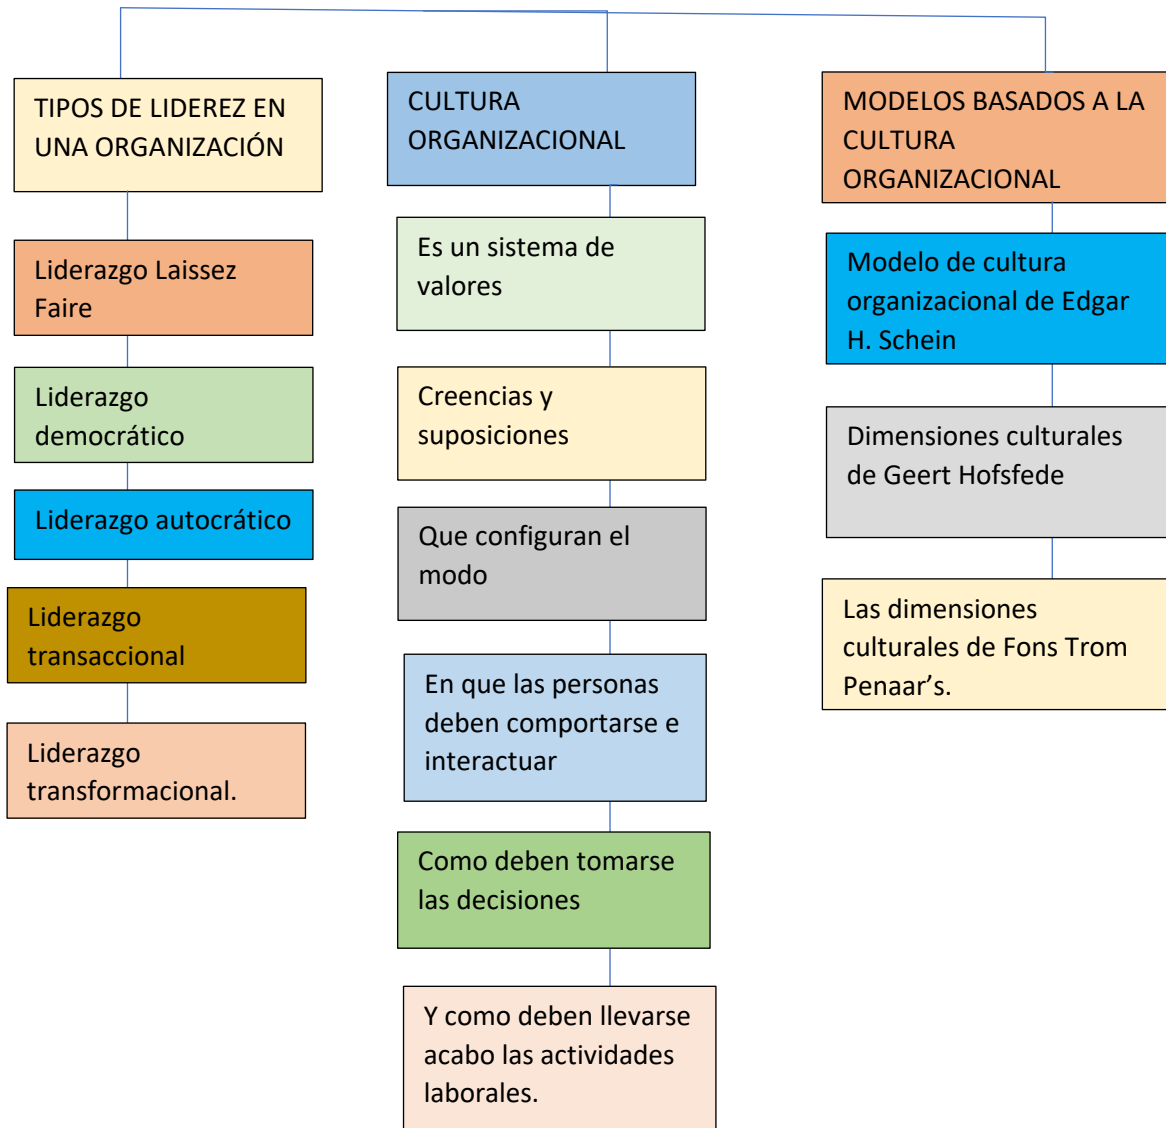 TIPOS DE LIDEREZ EN
UNA ORGANIZACIÓN
Liderazgo Laissez
Faire
Liderazgo
democrático
Liderazgo autocrático
Liderazgo
transaccional
Liderazgo
transformacional.
CULTURA
ORGANIZACIONAL
Es un sistema de
valores
Creencias y
suposiciones
Que configuran el
modo
En que las personas
deben comportarse e
interactuar
Como deben tomarse
las decisiones
Y como deben llevarse
acabo las actividades
laborales.
MODELOS BASADOS A LA
CULTURA
ORGANIZACIONAL
Modelo de cultura
organizacional de Edgar
H. Schein
Dimensiones culturales
de Geert Hofsfede
Las dimensiones
culturales de Fons Trom
Penaar’s.